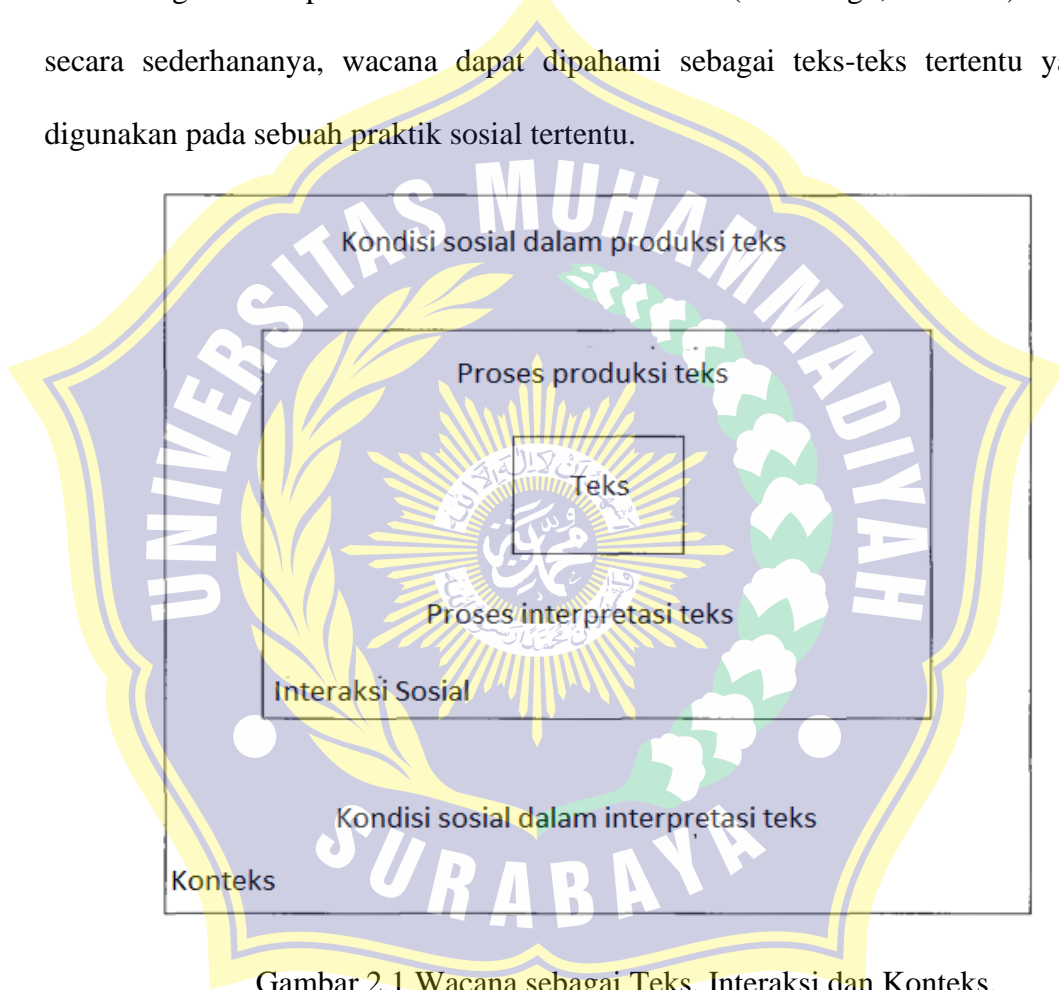 secara sederhananya, wacana dapat dipahami sebagai teks-teks tertentu
digunakan pada sebuah praktik sosial tertentu.
UNIVERSITAS MUHAMMADIYAH
Kondisi sosial dalam produksi teks
Proses produksi teks
Teks
Proses interpretasi teks
Interaksi Sosial
Kondisi sosial dalam interpretasi teks
Konteks
SURABAYA
Gambar 2.1 Wacana sebagai Teks, Interaksi dan Konteks.